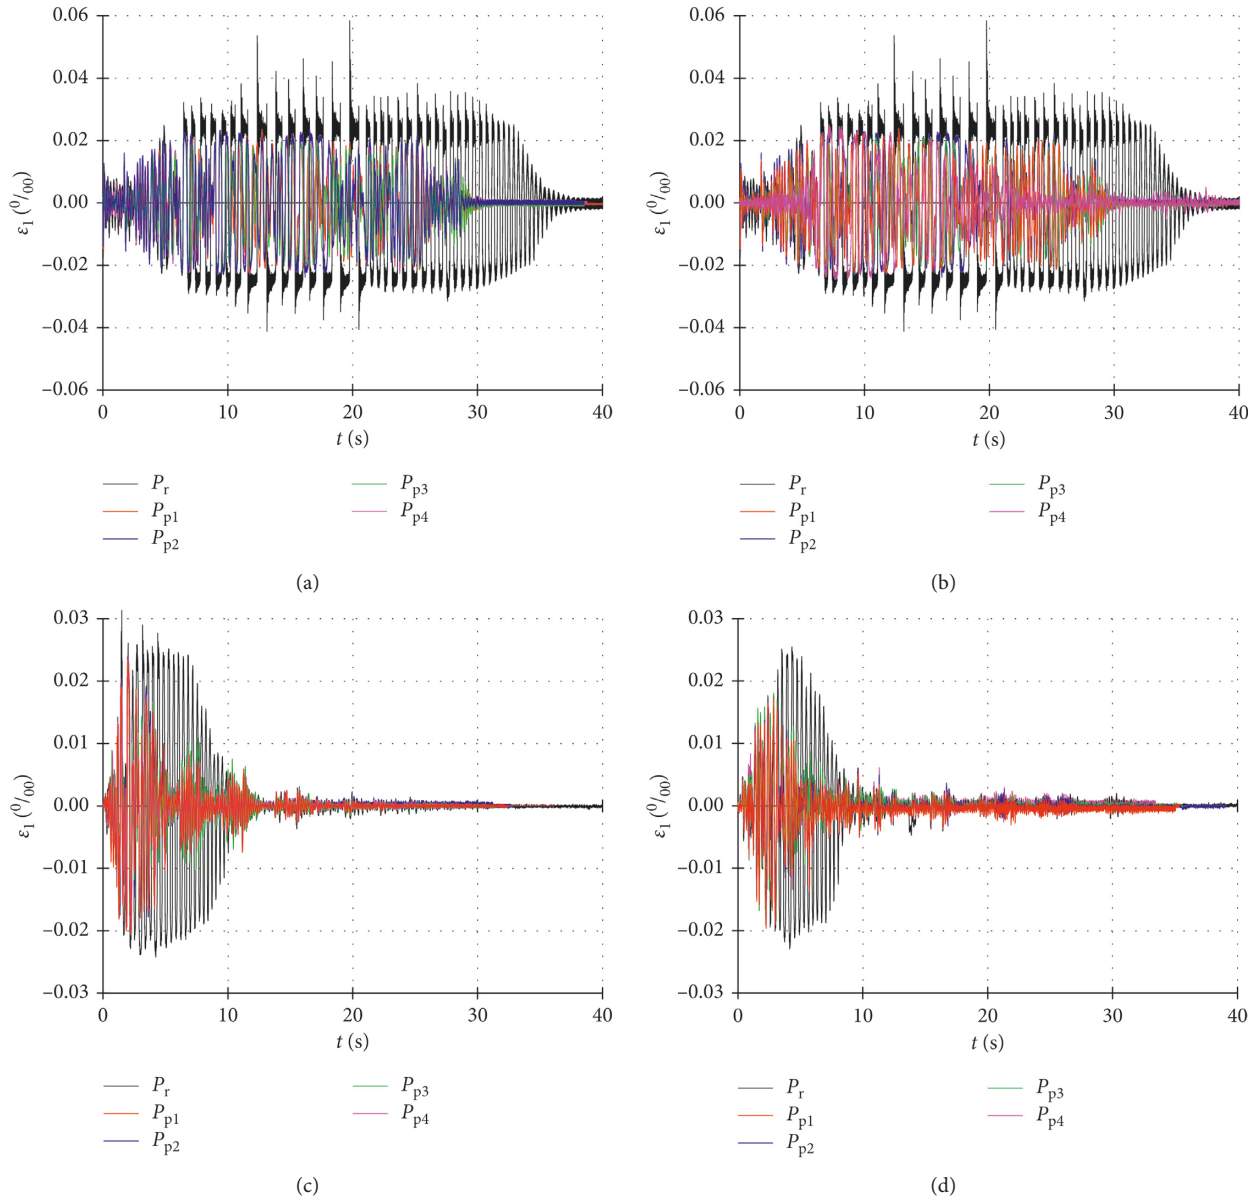 0.06
0.04
0.02
0.00
–0.02
–0.04
–0.06
ε1 (0/00)
0 10 20 30 40
t (s)
Pr
Pp1
Pp2
Pp3
Pp4
(a)
0.06
0.04
0.02
0.00
–0.02
–0.04
–0.06
ε1 (0/00)
0 10 20 30 40
t (s)
Pr
Pp1
Pp2
Pp3
Pp4
(b)
0.03
0.02
0.01
0.00
–0.01
–0.02
–0.03
ε1 (0/00)
0 10 20 30 40
t (s)
Pr
Pp1
Pp2
Pp3
Pp4
(c)
0.03
0.02
0.01
0.00
–0.01
–0.02
–0.03
ε1 (0/00)
0 10 20 30 40
t (s)
Pr
Pp1
Pp2
Pp3
Pp4
(d)